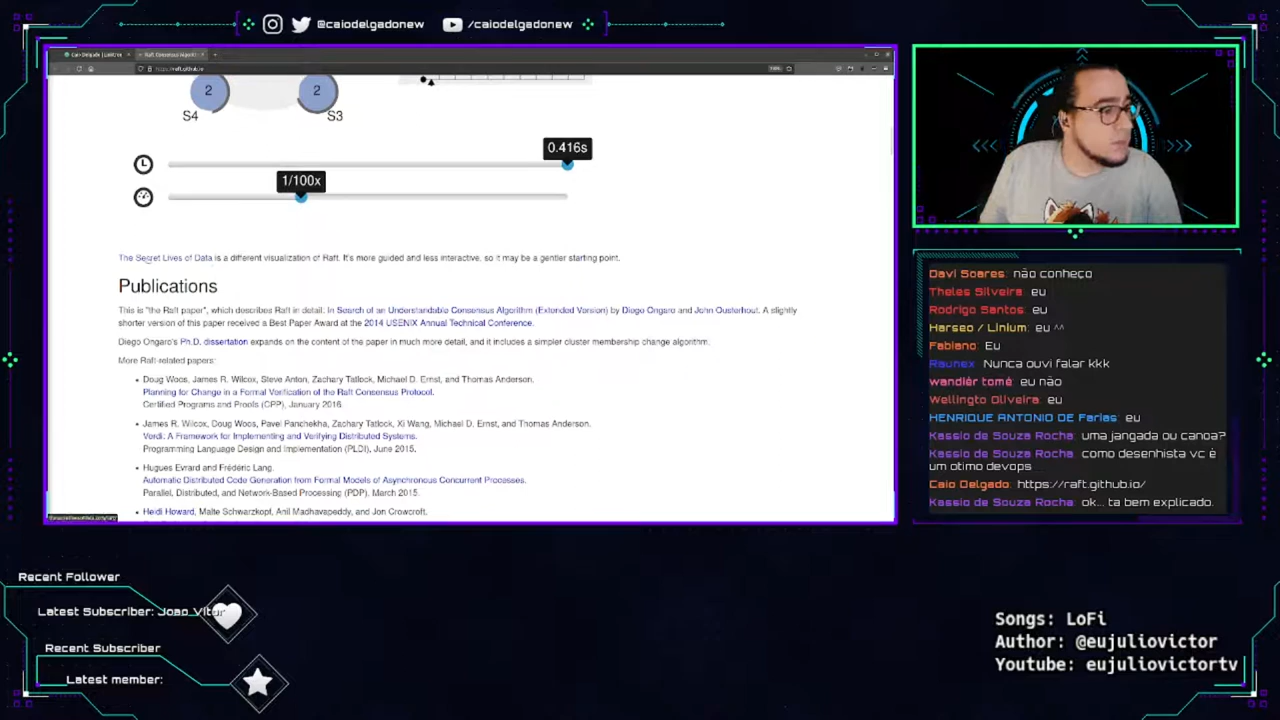 @caiodelgadonew
/caiodelgadonew
Caio Delgado
Raft Consensus Algorit
https://raft.github.io
2
2
S4
S3
0.416s
1/100x
The Secret Lives of Data is a different visualization of Raft. It's more guided and less interactive, so it may be a gentler starting point.
Publications
This is "the Raft paper", which describes Raft in detail: In Search of an Understandable Consensus Algorithm (Extended Version) by Diego Ongaro and John Ousterhout. A slightly
shorter version of this paper received a Best Paper Award at the 2014 USENIX Annual Technical Conference.
Diego Ongaro's Ph.D. dissertation expands on the content of the paper in much more detail, and it includes a simpler cluster membership change algorithm.
More Raft-related papers:
• Doug Woos, James R. Wilcox, Steve Anton, Zachary Tatlock, Michael D. Ernst, and Thomas Anderson.
Planning for Change in a Formal Verification of the Raft Consensus Protocol.
Certified Programs and Proofs (CPP), January 2016.
• James R. Wilcox, Doug Woos, Pavel Panchekha, Zachary Tatlock, Xi Wang, Michael D. Ernst, and Thomas Anderson.
Verdi: A Framework for Implementing and Verifying Distributed Systems.
Programming Language Design and Implementation (PLDI), June 2015.
• Hugues Evrard and Frédéric Lang.
Automatic Distributed Code Generation from Formal Models of Asynchronous Concurrent Processes.
Parallel, Distributed, and Network-Based Processing (PDP), March 2015.
• Heidi Howard, Malte Schwarzkopf, Anil Madhavapeddy, and Jon Crowcroft.
Davi Soares: não conheço
Theles Silveira: eu
Rodrigo Santos: eu
Harseo / Linium: eu ^^
Fabiano: Eu
Raunex: Nunca ouvi falar kkk
wandiér tomé: eu não
Wellingto Oliveira: eu
HENRIQUE ANTONIO DE Farias: eu
Kassio de Souza Rocha: uma jangada ou canoa?
Kassio de Souza Rocha: como desenhista vc é
um otimo devops
Caio Delgado: https://raft.github.io/
Kassio de Souza Rocha: ok... ta bem explicado.
Recent Follower
Latest Subscriber: Joao Vitor
Recent Subscriber
Latest member:
Songs: LoFi
Author: @eujuliovictor
Youtube: eujuliovictortv